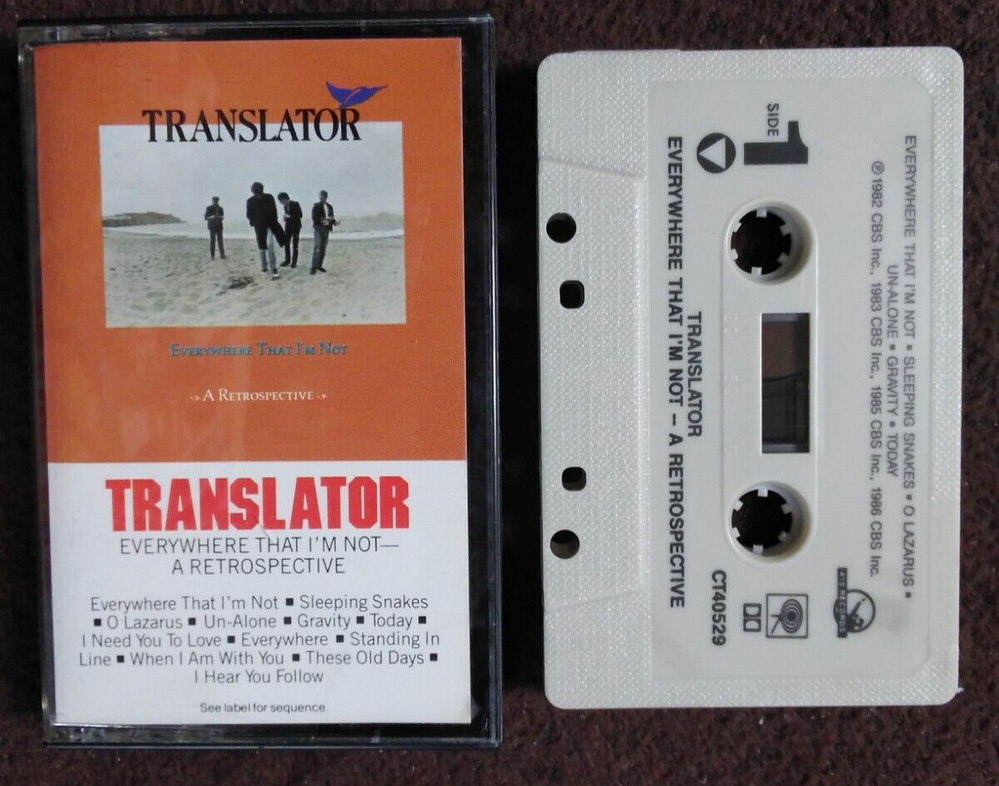 TRANSLATOR
EVERYWHERE THAT I'M NOT
A RETROSPECTIVE
TRANSLATOR
EVERYWHERE THAT I'M NOT—
A RETROSPECTIVE
Everywhere That I'm Not ■ Sleeping Snakes
■ O Lazarus ■ Un-Alone ■ Gravity ■ Today ■
I Need You To Love ■ Everywhere ■ Standing In
Line ■ When I Am With You ■ These Old Days ■
I Hear You Follow
See label for sequence
EVERYWHERE THAT I'M NOT ■ SLEEPING SNAKES ■ O LAZARUS ■
UN-ALONE ■ GRAVITY ■ TODAY
℗ 1982 CBS Inc., 1983 CBS Inc., 1985 CBS Inc., 1986 CBS Inc.
SIDE 1
CT40529
TRANSLATOR
EVERYWHERE THAT I'M NOT -- A RETROSPECTIVE